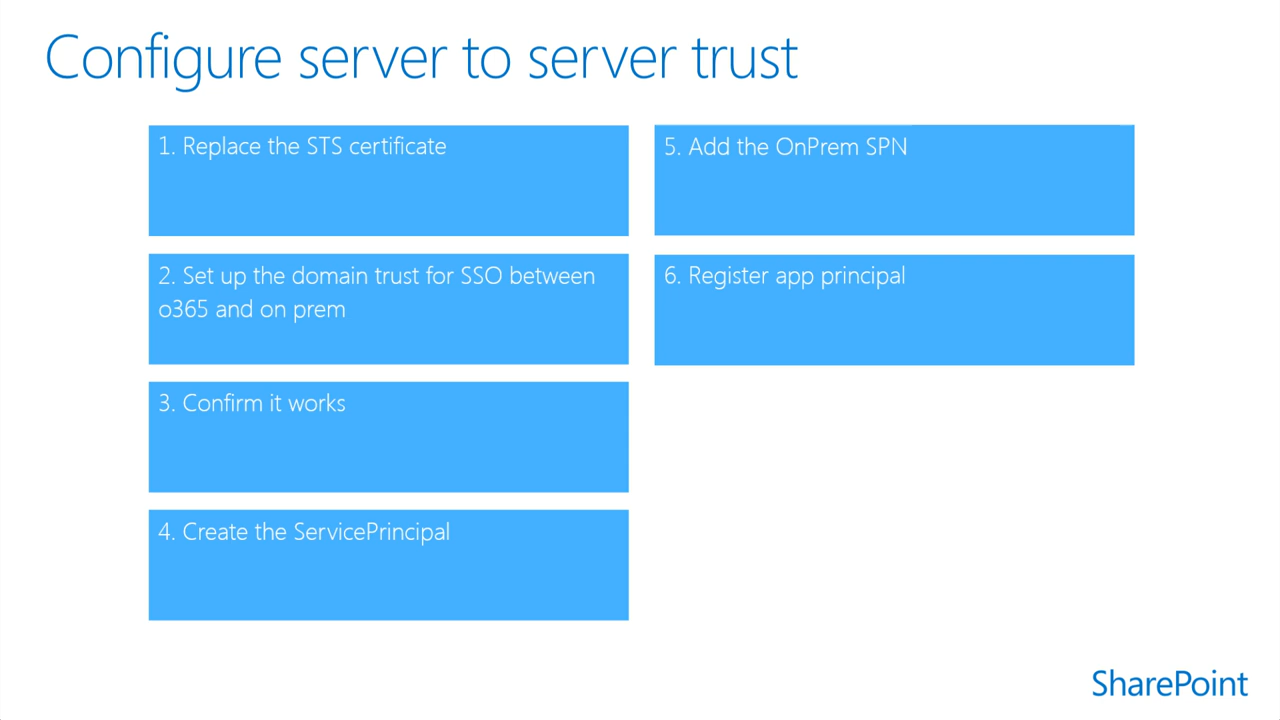 Configure server to server trust
1. Replace the STS certificate
2. Set up the domain trust for SSO between
o365 and on prem
3. Confirm it works
4. Create the ServicePrincipal
5. Add the OnPrem SPN
6. Register app principal
SharePoint